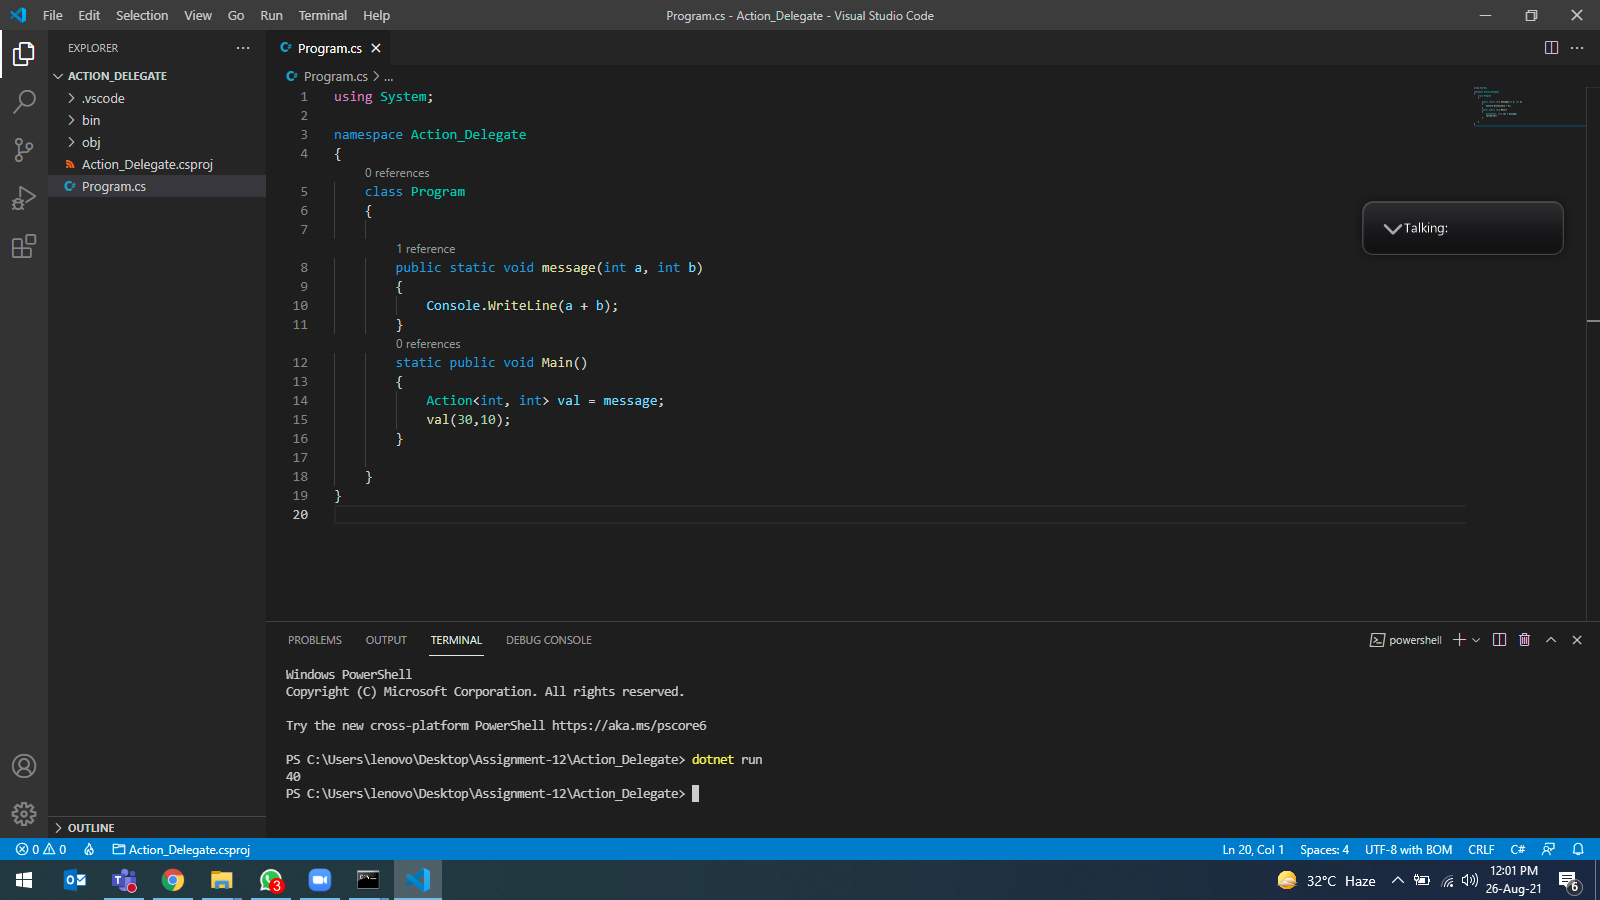 File Edit Selection View Go Run Terminal Help
Program.cs - Action_Delegate - Visual Studio Code
EXPLORER
ACTION_DELEGATE
.vscode
bin
obj
Action_Delegate.csproj
Program.cs
OUTLINE
Program.cs
Program.cs > ...
1 using System;
2
3 namespace Action_Delegate
4 {
0 references
5 class Program
6 {
7
1 reference
8 public static void message(int a, int b)
9 {
10 Console.WriteLine(a + b);
11 }
0 references
12 static public void Main()
13 {
14 Action<int, int> val = message;
15 val(30,10);
16 }
17
18 }
19 }
20
Talking:
PROBLEMS OUTPUT TERMINAL DEBUG CONSOLE
powershell
Windows PowerShell
Copyright (C) Microsoft Corporation. All rights reserved.
Try the new cross-platform PowerShell https://aka.ms/pscore6
PS C:\Users\lenovo\Desktop\Assignment-12\Action_Delegate> dotnet run
40
PS C:\Users\lenovo\Desktop\Assignment-12\Action_Delegate>
0 0 Action_Delegate.csproj
Ln 20, Col 1 Spaces: 4 UTF-8 with BOM CRLF C#
3
32°C Haze
12:01 PM
26-Aug-21
6